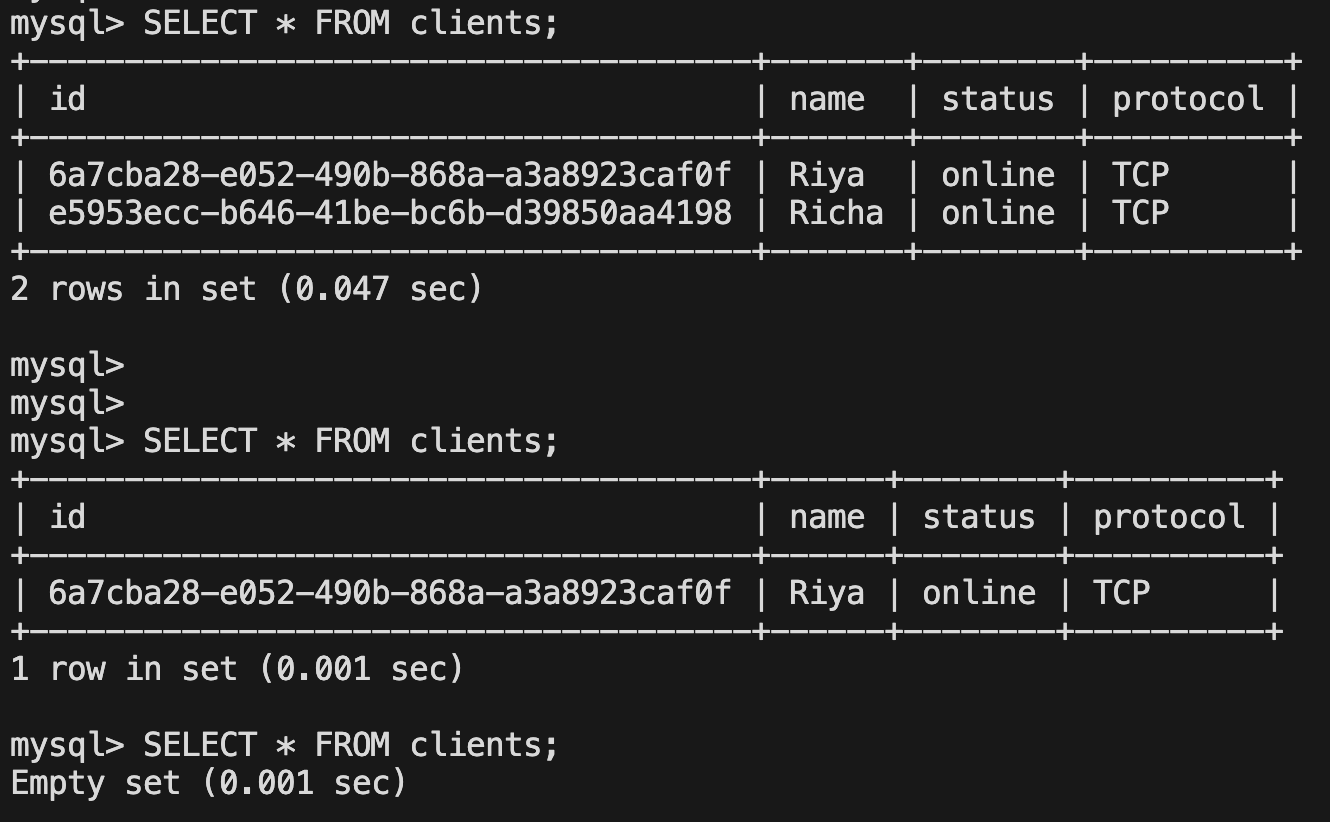 mysql> SELECT * FROM clients;
+--------------------------------------+-------+--------+----------+
| id                                   | name  | status | protocol |
+--------------------------------------+-------+--------+----------+
| 6a7cba28-e052-490b-868a-a3a8923caf0f | Riya  | online | TCP      |
| e5953ecc-b646-41be-bc6b-d39850aa4198 | Richa | online | TCP      |
+--------------------------------------+-------+--------+----------+
2 rows in set (0.047 sec)

mysql>
mysql>
mysql> SELECT * FROM clients;
+--------------------------------------+------+--------+----------+
| id                                   | name | status | protocol |
+--------------------------------------+------+--------+----------+
| 6a7cba28-e052-490b-868a-a3a8923caf0f | Riya | online | TCP      |
+--------------------------------------+------+--------+----------+
1 row in set (0.001 sec)

mysql> SELECT * FROM clients;
Empty set (0.001 sec)